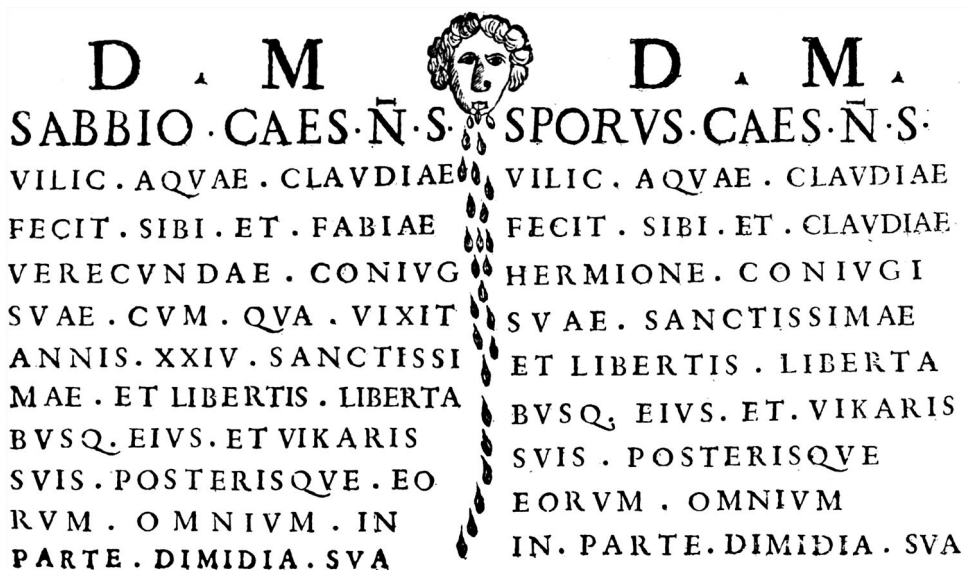 D . M
SABBIO · CAES · N̄ · S ·
VILIC . AQVAE . CLAVDIAE
FECIT . SIBI . ET . FABIAE
VERECVNDAE . CONIVG
SVAE . CVM . QVA . VIXIT
ANNIS . XXIV . SANCTISSI
MAE . ET LIBERTIS . LIBERTA
BVSQ . EIVS . ET VIKARIS
SVIS . POSTERISQVE . EO
RVM . OMNIVM . IN
PARTE . DIMIDIA . SVA
D . M .
SPORVS · CAES · N̄ · S ·
VILIC . AQVAE . CLAVDIAE
FECIT . SIBI . ET . CLAVDIAE
HERMIONE . CONIVGI
SVAE . SANCTISSIMAE
ET LIBERTIS . LIBERTA
BVSQ . EIVS . ET . VIKARIS
SVIS . POSTERISQVE
EORVM . OMNIVM
IN . PARTE . DIMIDIA . SVA